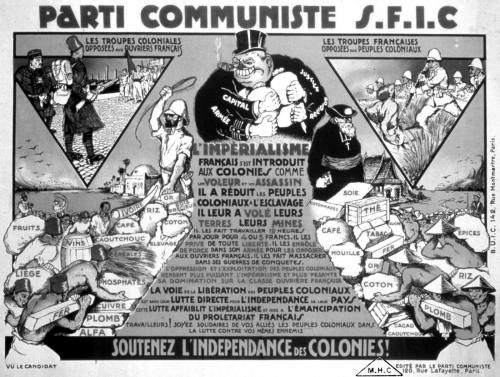 PARTI COMMUNISTE S.F.I.C
LES TROUPES COLONIALES
OPPOSÉES AUX OUVRIERS FRANÇAIS
LES TROUPES FRANÇAISES
OPPOSÉES AUX PEUPLES COLONIAUX
CAPITAL
ARMÉE
L'IMPÉRIALISME
FRANÇAIS S'EST INTRODUIT
AUX COLONIES COMME
UN VOLEUR ET UN ASSASSIN
IL A RÉDUIT LES PEUPLES
COLONIAUX À L'ESCLAVAGE
IL LEUR A VOLÉ LEURS
TERRES LEURS MINES
IL LES FAIT TRAVAILLER 12 HEURES
PAR JOUR POUR 4 OU 5 FRANCS. IL LES
PRIVE DE TOUTE LIBERTÉ. IL LES ENRÔLE
DE FORCE DANS SON ARMÉE POUR LES OPPOSER
AUX OUVRIERS FRANÇAIS. IL LES FAIT MASSACRER
DANS SES GUERRES DE CONQUÊTES.
L'OPPRESSION ET L'EXPLOITATION DES PEUPLES COLONIAUX
RENDENT PLUS PUISSANT L'IMPÉRIALISME ET PLUS PESANTE
SA DOMINATION SUR LA CLASSE OUVRIÈRE FRANÇAISE
LA VOIE DE LA LIBÉRATION DES PEUPLES COLONIAUX
EST DANS LEUR LUTTE DIRECTE POUR L'INDÉPENDANCE DE LEUR PAYS
CETTE LUTTE AFFAIBLIT L'IMPÉRIALISME ET AIDE À L'ÉMANCIPATION
DU PROLÉTARIAT FRANÇAIS
TRAVAILLEURS! SOYEZ SOLIDAIRES DE VOS ALLIÉS LES PEUPLES COLONIAUX DANS
LA LUTTE CONTRE VOS MÊMES ENNEMIS
SOUTENEZ L'INDÉPENDANCE DES COLONIES!
IVOIRE
RIZ
OR
COTON
FRUITS
CAFÉ
VINS
CAOUTCHOUC
ELEVAGE
CÉRÉALES
LIÈGE
PHOSPHATES
FER
CUIVRE
PLOMB
ALFA
SOIE
THÉ
CAFÉ
TABAC
ÉPICES
HOUILLE
FER
OR
COTON
RIZ
PLOMB
CACAO
CAOUTCHOUC
VU LE CANDIDAT
M.H.C
EDITÉ PAR LE PARTI COMMUNISTE
120, RUE LAFAYETTE, PARIS
B.U.I.C. 142, Rue Montmartre, Paris.